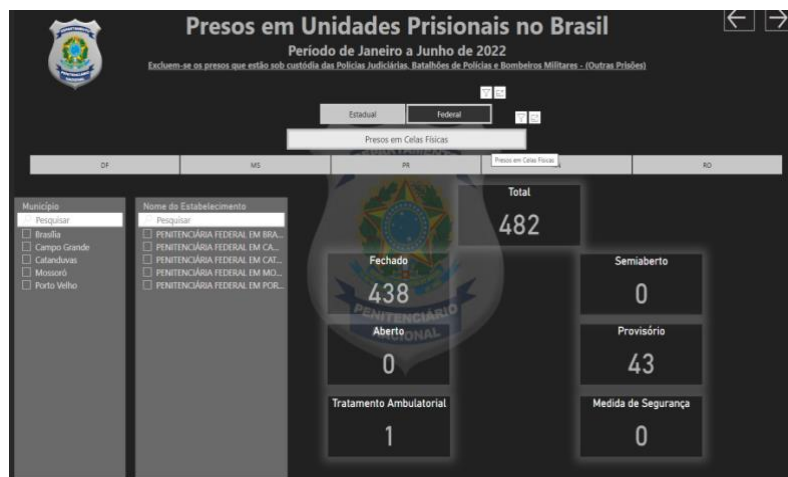 Presos em Unidades Prisionais no Brasil
Período de Janeiro a Junho de 2022
Excluem-se os presos que estão sob custódia das Polícias Judiciárias, Batalhões de Polícias e Bombeiros Militares - (Outras Prisões)
Estadual Federal
Presos em Celas Físicas
Presos em Celas Físicas
DF MS PR RO
Município
Pesquisar
Brasília
Campo Grande
Catanduvas
Mossoró
Porto Velho
Nome do Estabelecimento
Pesquisar
PENITENCIÁRIA FEDERAL EM BRA...
PENITENCIÁRIA FEDERAL EM CA...
PENITENCIÁRIA FEDERAL EM CAT...
PENITENCIÁRIA FEDERAL EM MO...
PENITENCIÁRIA FEDERAL EM POR...
Total
482
Fechado
438
Semiaberto
0
Aberto
0
Provisório
43
Tratamento Ambulatorial
1
Medida de Segurança
0
PENITENCIÁRIO
NACIONAL